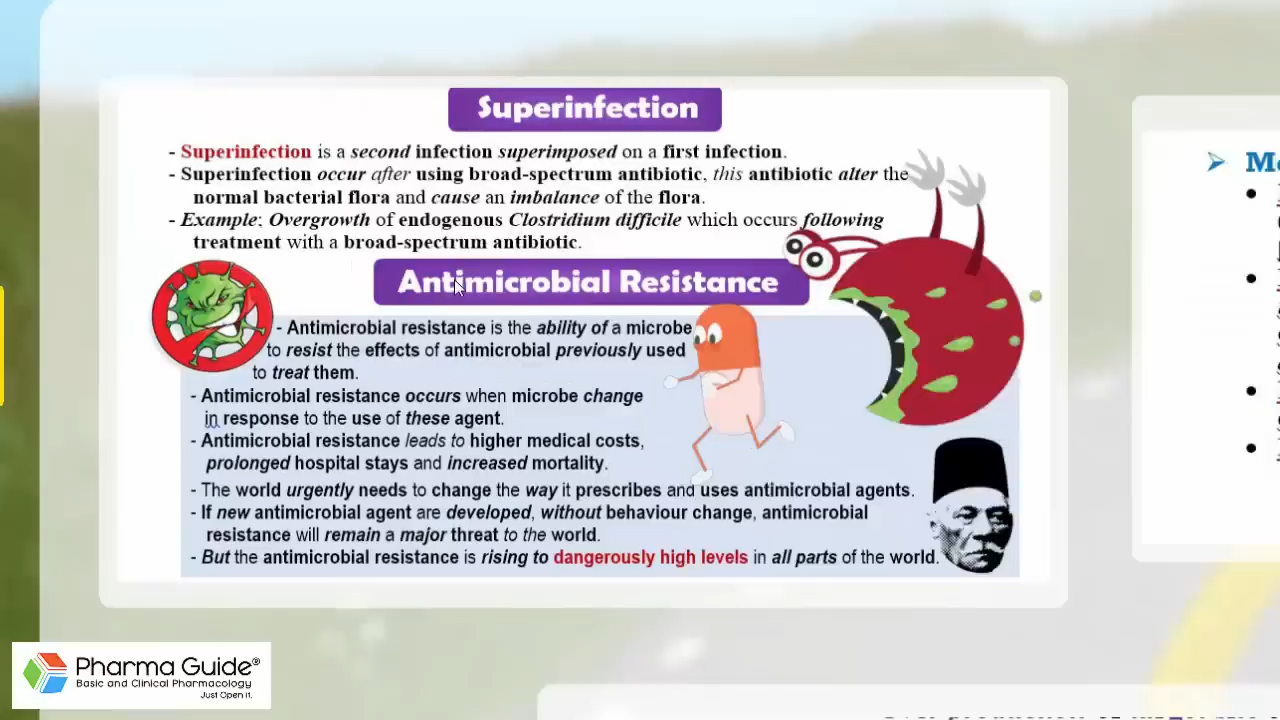 Superinfection
- Superinfection is a second infection superimposed on a first infection.
- Superinfection occur after using broad-spectrum antibiotic, this antibiotic alter the
normal bacterial flora and cause an imbalance of the flora.
- Example; Overgrowth of endogenous Clostridium difficile which occurs following
treatment with a broad-spectrum antibiotic.
Antimicrobial Resistance
- Antimicrobial resistance is the ability of a microbe
to resist the effects of antimicrobial previously used
to treat them.
- Antimicrobial resistance occurs when microbe change
in response to the use of these agent.
- Antimicrobial resistance leads to higher medical costs,
prolonged hospital stays and increased mortality.
- The world urgently needs to change the way it prescribes and uses antimicrobial agents.
- If new antimicrobial agent are developed, without behaviour change, antimicrobial
resistance will remain a major threat to the world.
- But the antimicrobial resistance is rising to dangerously high levels in all parts of the world.
Pharma Guide®
Basic and Clinical Pharmacology
Just Open it.